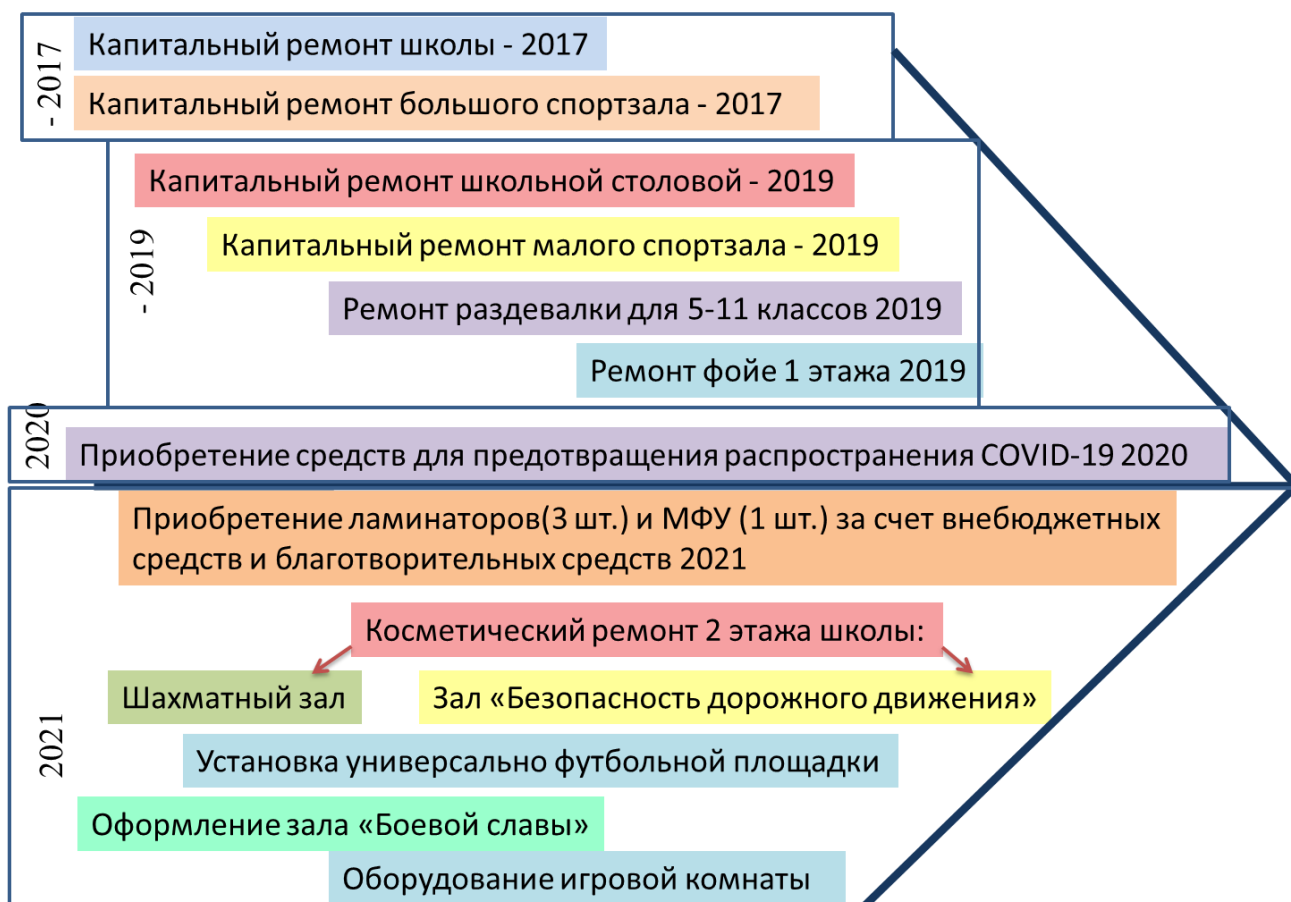 - 2017
Капитальный ремонт школы - 2017
Капитальный ремонт большого спортзала - 2017
- 2019
Капитальный ремонт школьной столовой - 2019
Капитальный ремонт малого спортзала - 2019
Ремонт раздевалки для 5-11 классов 2019
Ремонт фойе 1 этажа 2019
2020
Приобретение средств для предотвращения распространения COVID-19 2020
2021
Приобретение ламинаторов(3 шт.) и МФУ (1 шт.) за счет внебюджетных
средств и благотворительных средств 2021
Косметический ремонт 2 этажа школы:
Шахматный зал
Зал «Безопасность дорожного движения»
Установка универсально футбольной площадки
Оформление зала «Боевой славы»
Оборудование игровой комнаты